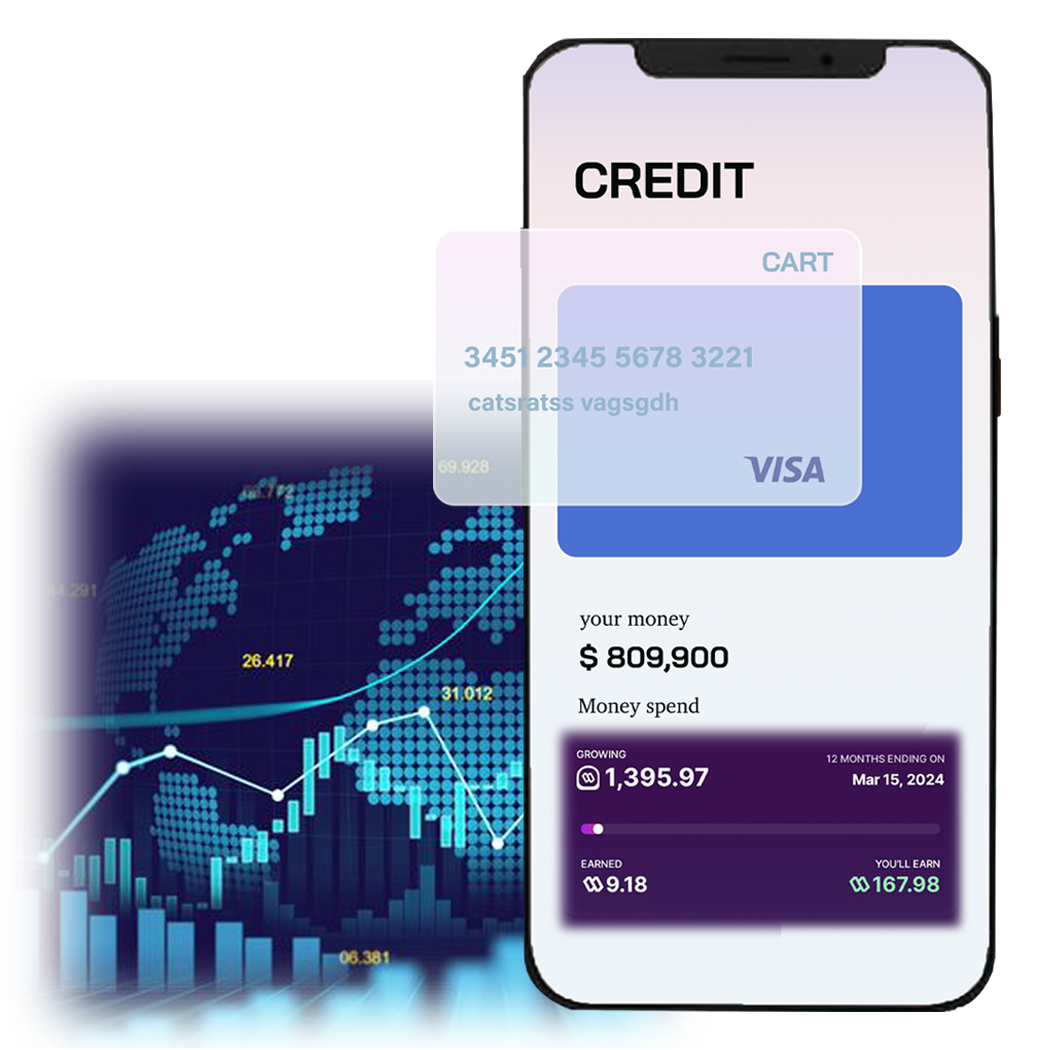 CREDIT
CART
3451 2345 5678 3221
catsratss vagsgdh
VISA
69.928
26.417
31.012
06.381
your money
$ 809,900
Money spend
GROWING
1,395.97
12 MONTHS ENDING ON
Mar 15, 2024
EARNED
9.18
YOU'LL EARN
167.98